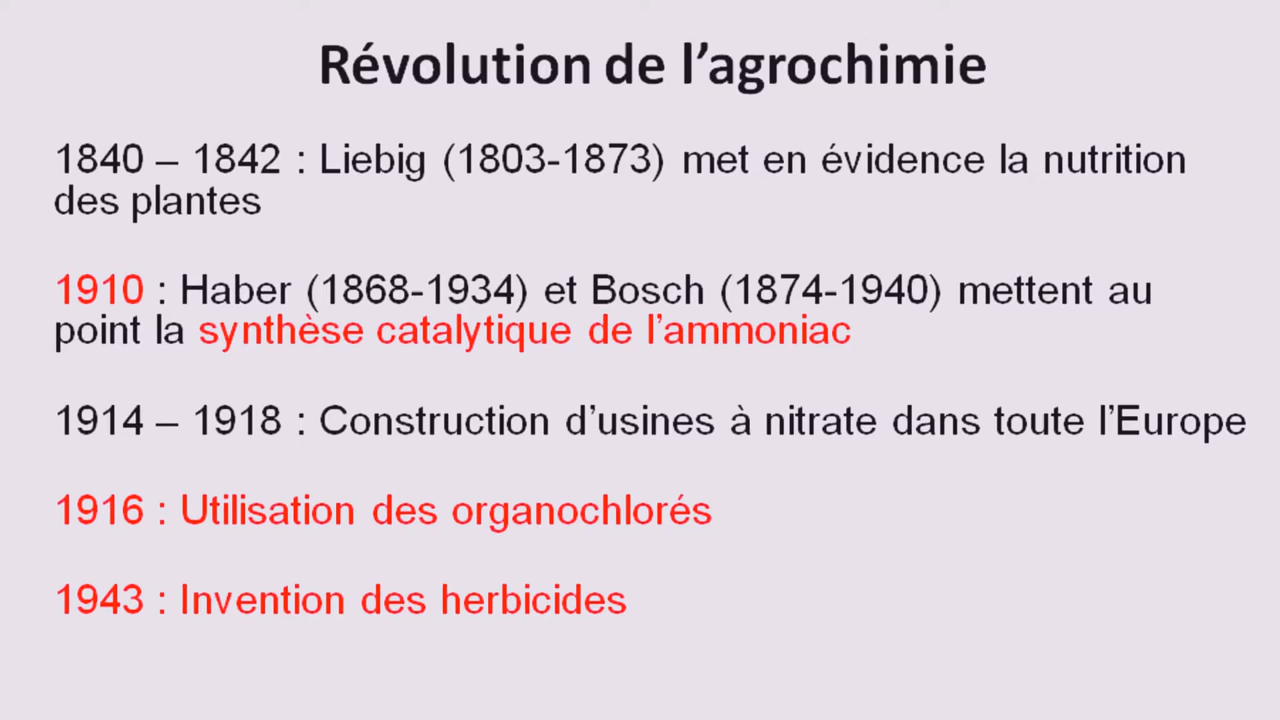 Révolution de l’agrochimie
1840 – 1842 : Liebig (1803-1873) met en évidence la nutrition
des plantes
1910 : Haber (1868-1934) et Bosch (1874-1940) mettent au
point la synthèse catalytique de l’ammoniac
1914 – 1918 : Construction d’usines à nitrate dans toute l’Europe
1916 : Utilisation des organochlorés
1943 : Invention des herbicides